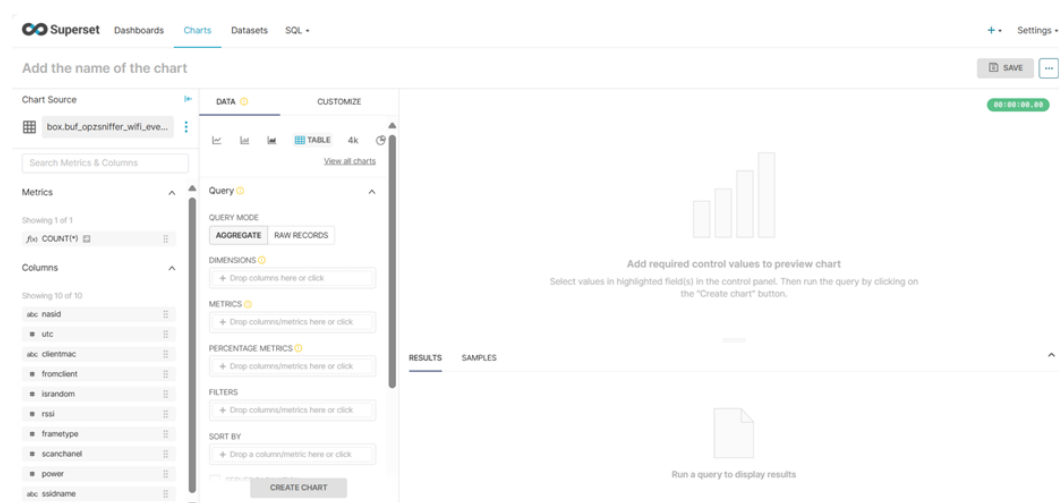 Superset Dashboards Charts Datasets SQL
Settings
Add the name of the chart
SAVE
Chart Source
box.buf_opzsniffer_wifi_eve...
Search Metrics & Columns
Metrics
Showing 1 of 1
f(x) COUNT(*)
Columns
Showing 10 of 10
abc nasid
# utc
abc clientmac
# fromclient
# israndom
# rssi
# frametype
# scanchanel
# power
abc ssidname
DATA CUSTOMIZE
TABLE 4k
View all charts
Query
QUERY MODE
AGGREGATE RAW RECORDS
DIMENSIONS
+ Drop columns here or click
METRICS
+ Drop columns/metrics here or click
PERCENTAGE METRICS
+ Drop columns/metrics here or click
FILTERS
+ Drop columns/metrics here or click
SORT BY
+ Drop a column/metric here or click
CREATE CHART
00:00:00.00
Add required control values to preview chart
Select values in highlighted field(s) in the control panel. Then run the query by clicking on
the "Create chart" button.
RESULTS SAMPLES
Run a query to display results